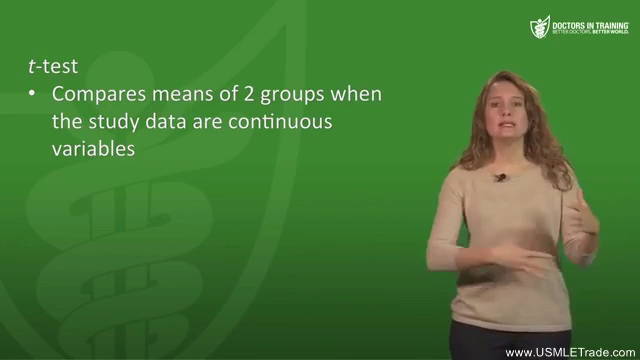 DOCTORS IN TRAINING
BETTER DOCTORS. BETTER WORLD.
t-test
• Compares means of 2 groups when
the study data are continuous
variables
www.USMLETrade.com